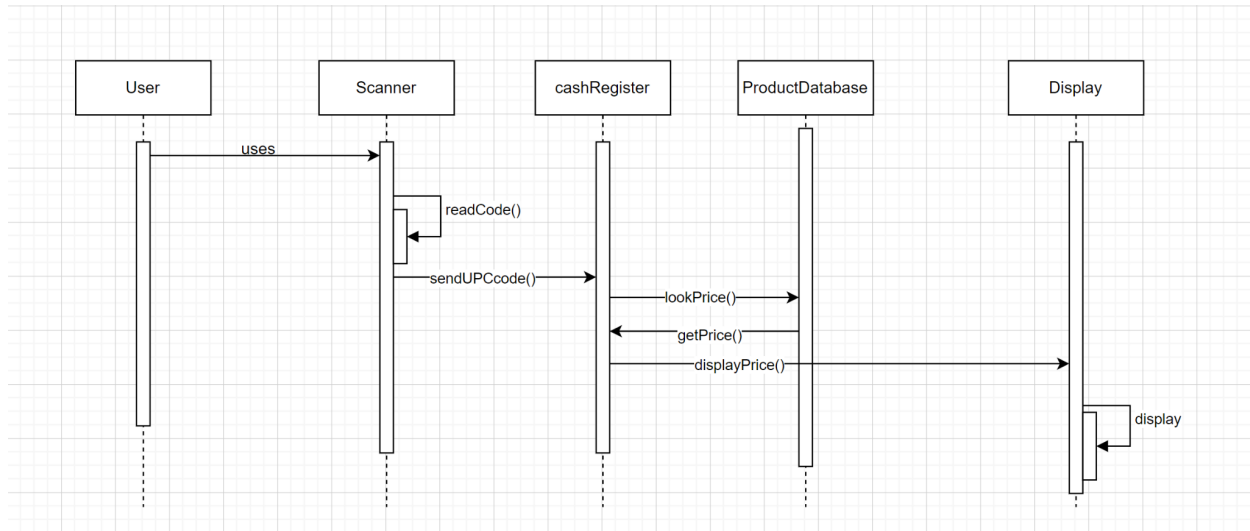 User
Scanner
cashRegister
ProductDatabase
Display
uses
readCode()
sendUPCcode()
lookPrice()
getPrice()
displayPrice()
display